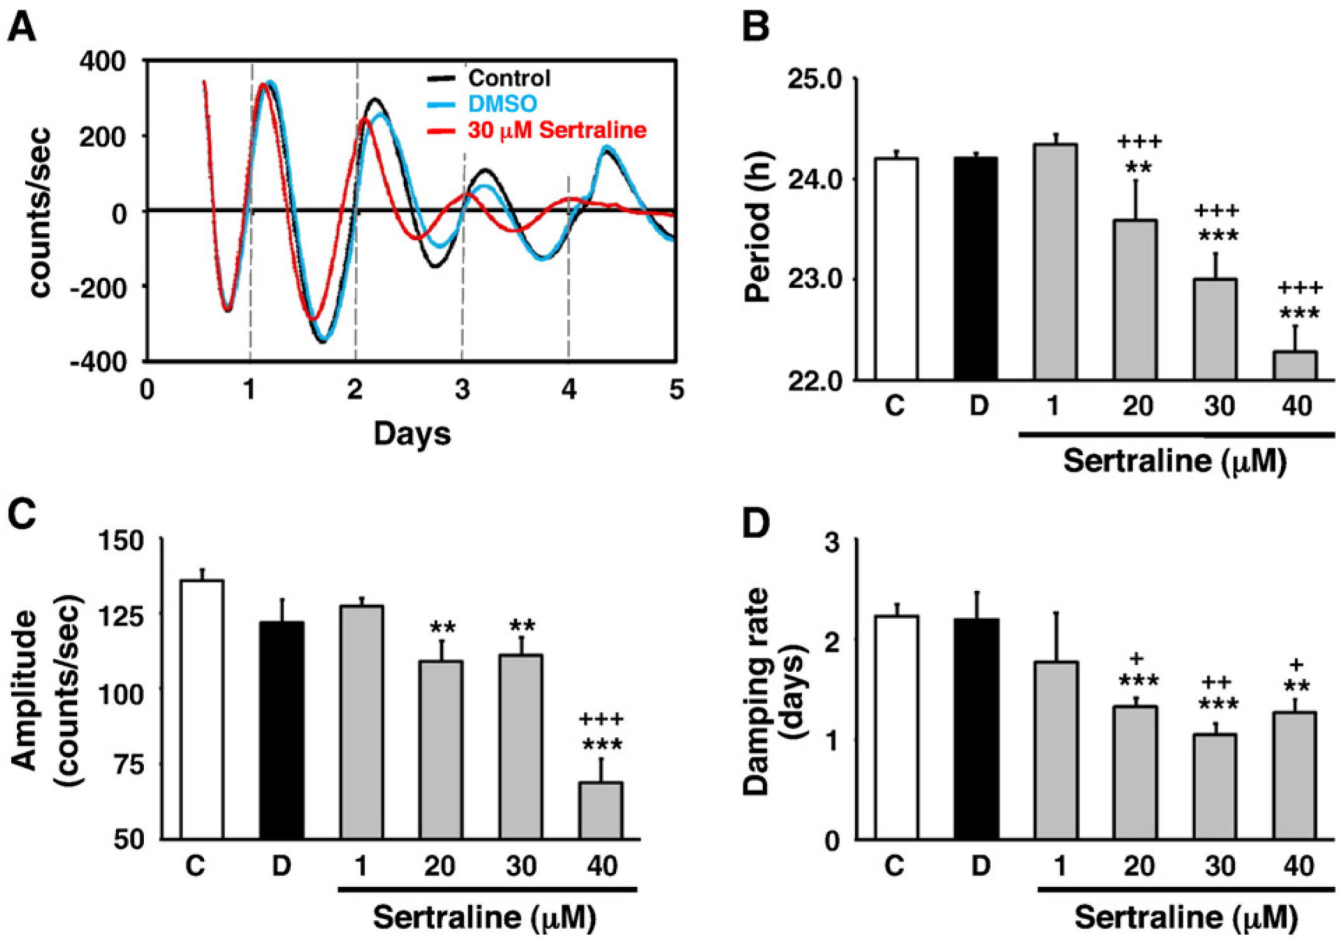 A
400
200
0
-200
-400
counts/sec
Control
DMSO
30 μM Sertraline
0 1 2 3 4 5
Days
B
25.0
24.0
23.0
22.0
Period (h)
+++
**
+++
***
+++
***
C D 1 20 30 40
Sertraline (μM)
C
150
125
100
75
50
Amplitude
(counts/sec)
**
**
+++
***
C D 1 20 30 40
Sertraline (μM)
D
3
2
1
0
Damping rate
(days)
+
***
++
***
+
**
C D 1 20 30 40
Sertraline (μM)